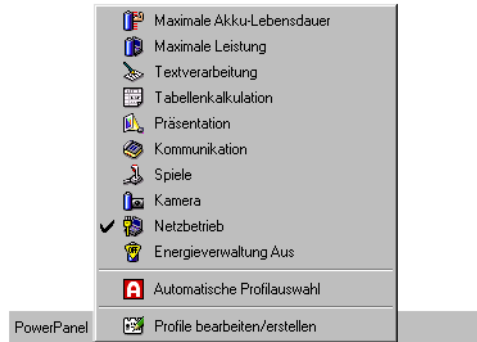 Maximale Akku-Lebensdauer
Maximale Leistung
Textverarbeitung
Tabellenkalkulation
Präsentation
Kommunikation
Spiele
Kamera
Netzbetrieb
Energieverwaltung Aus
A Automatische Profilauswahl
PowerPanel Profile bearbeiten/erstellen